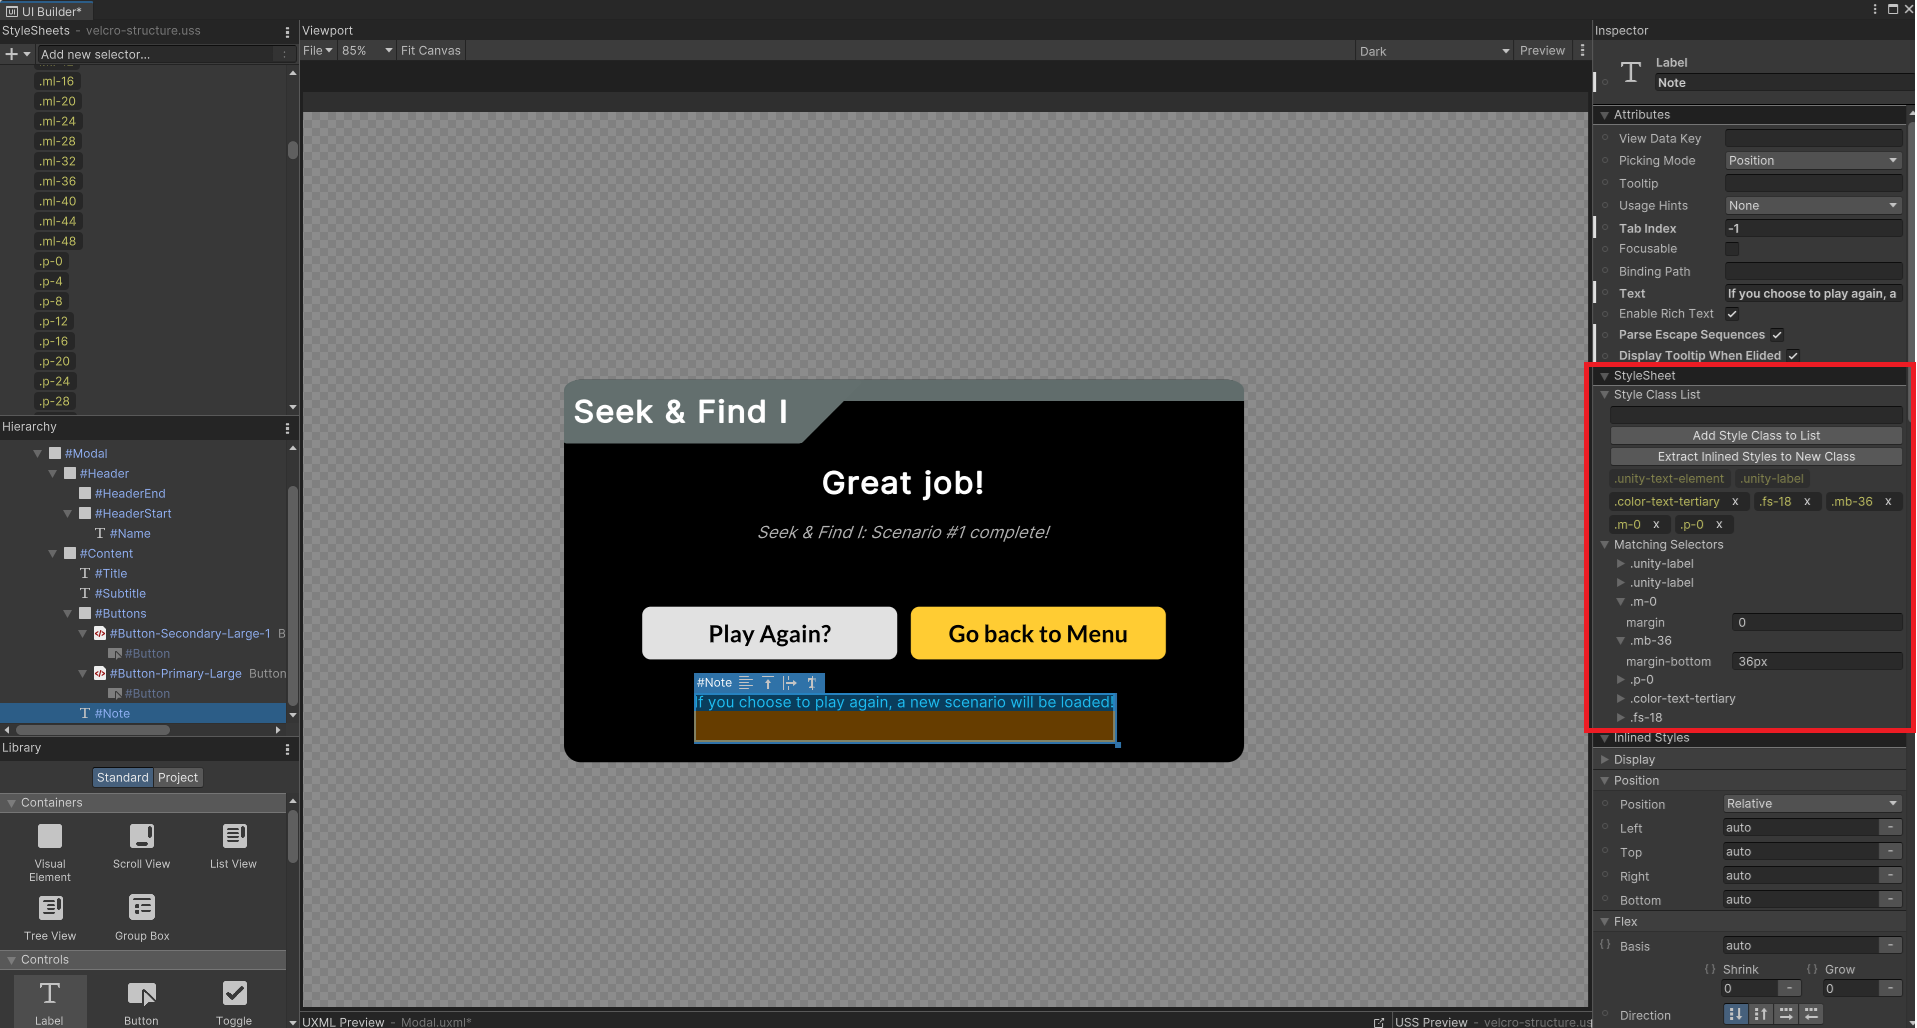 UI Builder*
StyleSheets - velcro-structure.uss
Add new selector...
.ml-16
.ml-20
.ml-24
.ml-28
.ml-32
.ml-36
.ml-40
.ml-44
.ml-48
.p-0
.p-4
.p-8
.p-12
.p-16
.p-20
.p-24
.p-28
Hierarchy
#Modal
#Header
#HeaderEnd
#HeaderStart
#Name
#Content
#Title
#Subtitle
#Buttons
#Button-Secondary-Large-1 B
#Button
#Button-Primary-Large Button
#Button
#Note
Library
Standard Project
Containers
Visual Element
Scroll View
List View
Tree View
Group Box
Controls
Label
Button
Toggle
Viewport
File 85% Fit Canvas
Dark Preview
Seek & Find I
Great job!
Seek & Find I: Scenario #1 complete!
Play Again?
Go back to Menu
#Note
If you choose to play again, a new scenario will be loaded!
UXML Preview - Modal.uxml*
USS Preview - velcro-structure.us
Inspector
Label
Note
Attributes
View Data Key
Picking Mode Position
Tooltip
Usage Hints None
Tab Index -1
Focusable
Binding Path
Text If you choose to play again, a
Enable Rich Text
Parse Escape Sequences
Display Tooltip When Elided
StyleSheet
Style Class List
Add Style Class to List
Extract Inlined Styles to New Class
.unity-text-element .unity-label
.color-text-tertiary x .fs-18 x .mb-36 x
.m-0 x .p-0 x
Matching Selectors
.unity-label
.unity-label
.m-0
margin 0
.mb-36
margin-bottom 36px
.p-0
.color-text-tertiary
.fs-18
Inlined Styles
Display
Position
Position Relative
Left auto
Top auto
Right auto
Bottom auto
Flex
Basis auto
Shrink Grow
0 0
Direction